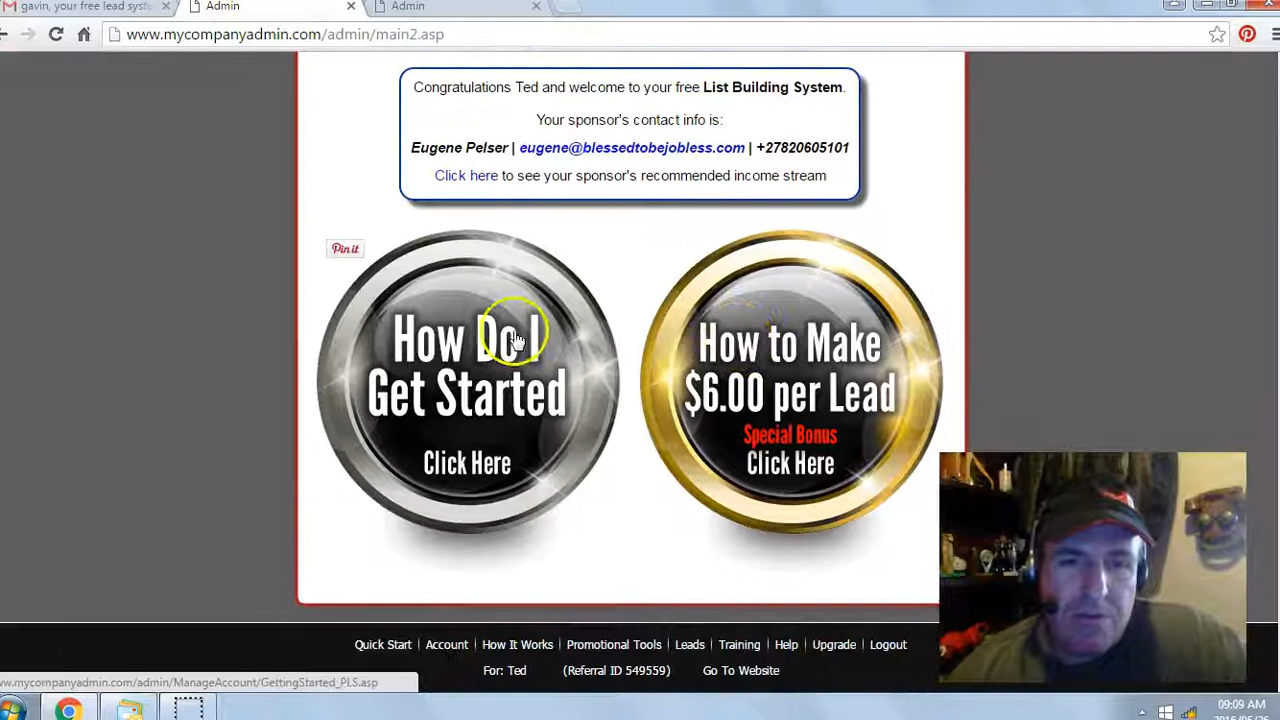 gavin, your free lead syste
Admin
Admin
www.mycompanyadmin.com/admin/main2.asp
Congratulations Ted and welcome to your free List Building System.
Your sponsor's contact info is:
Eugene Pelser | eugene@blessedtobejobless.com | +27820605101
Click here to see your sponsor's recommended income stream
Pin it
How Do I
Get Started
Click Here
How to Make
$6.00 per Lead
Special Bonus
Click Here
Quick Start
Account
How It Works
Promotional Tools
Leads
Training
Help
Upgrade
Logout
For: Ted
(Referral ID 549559)
Go To Website
www.mycompanyadmin.com/admin/ManageAccount/GettingStarted_PLS.asp
09:09 AM
2016/05/26